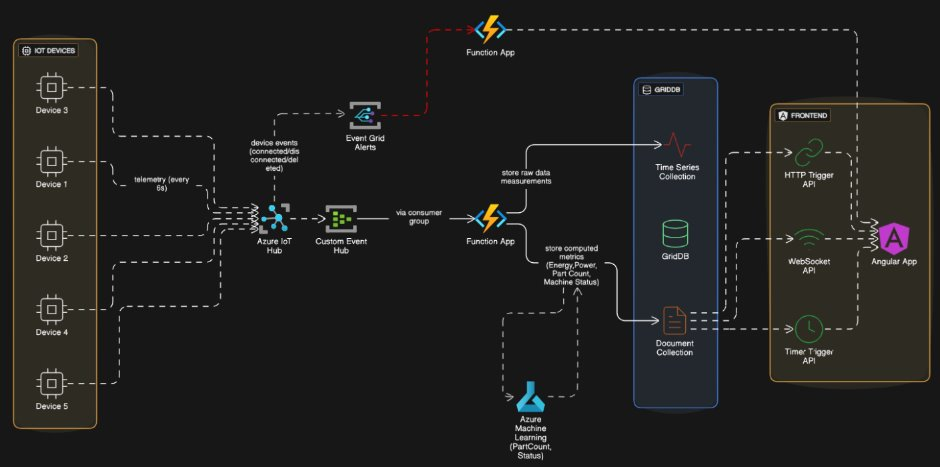 IOT DEVICES
Device 3
Device 1
Device 2
Device 4
Device 5
telemetry (every
6s)
Azure IoT
Hub
device events
(connected/dis
connected/del
eted)
Event Grid
Alerts
Function App
Custom Event
Hub
via consumer
group
Function App
store raw data
measurements
store computed
metrics
(Energy,Power,
Part Count,
Machine Status)
Azure
Machine
Learning
(PartCount,
Status)
GRIDDB
Time Series
Collection
GridDB
Document
Collection
FRONTEND
HTTP Trigger
API
WebSocket
API
Timer Trigger
API
Angular App